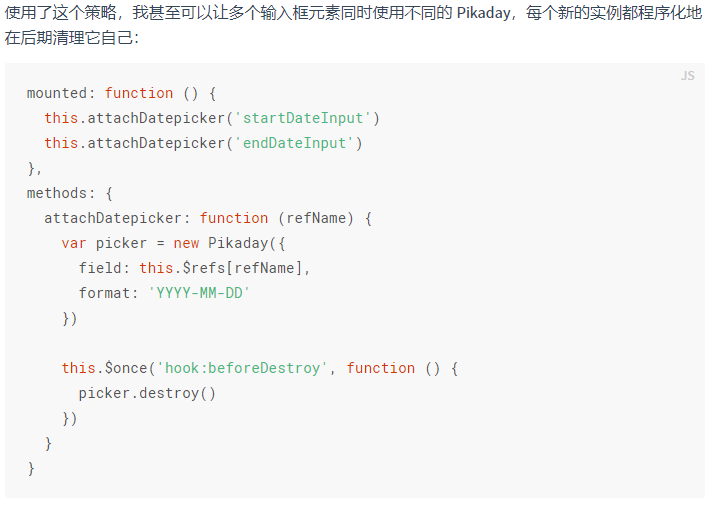 使用了这个策略，我甚至可以让多个输入框元素同时使用不同的 Pikaday，每个新的实例都程序化地
在后期清理它自己：
JS
mounted: function () {
  this.attachDatepicker('startDateInput')
  this.attachDatepicker('endDateInput')
},
methods: {
  attachDatepicker: function (refName) {
    var picker = new Pikaday({
      field: this.$refs[refName],
      format: 'YYYY-MM-DD'
    })

    this.$once('hook:beforeDestroy', function () {
      picker.destroy()
    })
  }
}